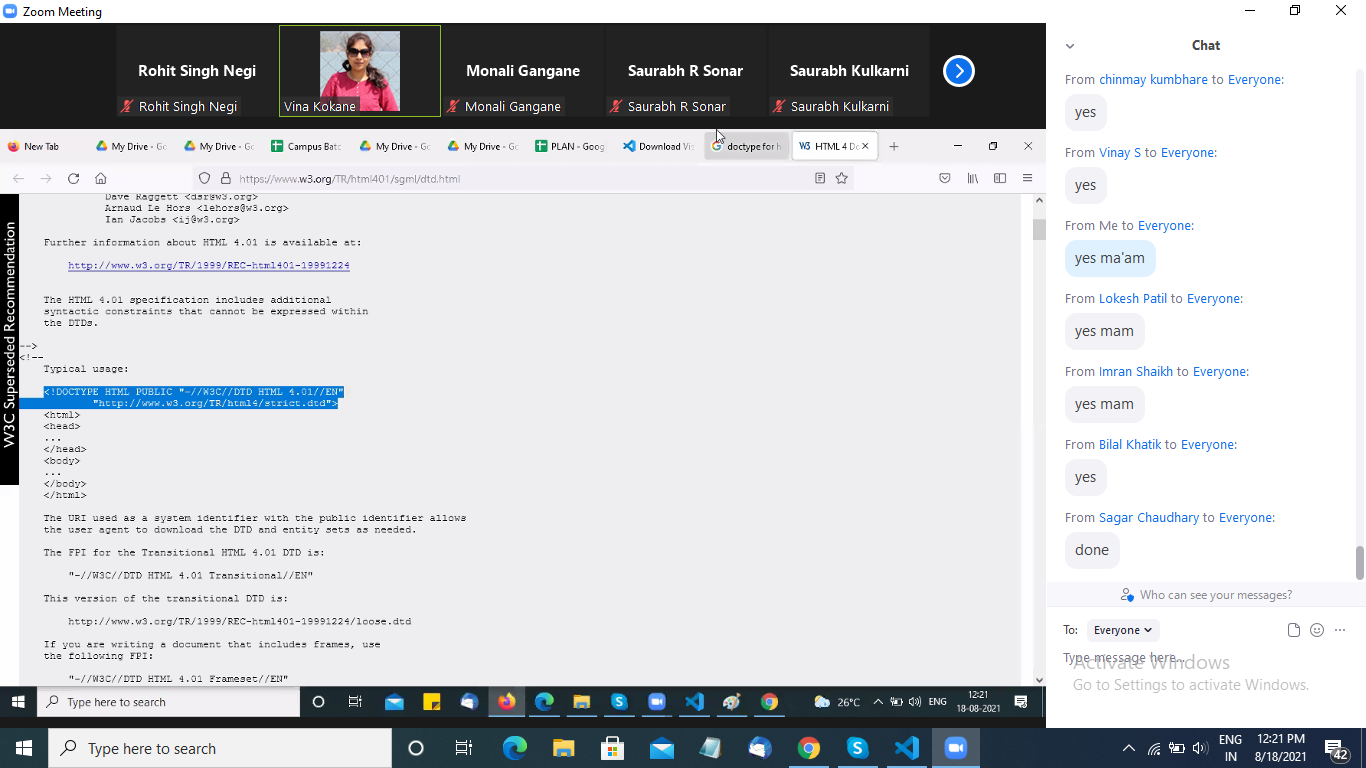 Zoom Meeting
Rohit Singh Negi
Rohit Singh Negi
Vina Kokane
Monali Gangane
Monali Gangane
Saurabh R Sonar
Saurabh R Sonar
Saurabh Kulkarni
Saurabh Kulkarni
New Tab
My Drive - Go
My Drive - Go
Campus Batc
My Drive - Go
My Drive - Go
PLAN - Goog
Download Vis
doctype for h
HTML 4 Do
https://www.w3.org/TR/html401/sgml/dtd.html
W3C Superseded Recommendation
Dave Raggett <dsr@w3.org>
Arnaud Le Hors <lehors@w3.org>
Ian Jacobs <ij@w3.org>
Further information about HTML 4.01 is available at:
http://www.w3.org/TR/1999/REC-html401-19991224
The HTML 4.01 specification includes additional
syntactic constraints that cannot be expressed within
the DTDs.
-->
<!--
Typical usage:
<!DOCTYPE HTML PUBLIC "-//W3C//DTD HTML 4.01//EN"
"http://www.w3.org/TR/html4/strict.dtd">
<html>
<head>
...
</head>
<body>
...
</body>
</html>
The URI used as a system identifier with the public identifier allows
the user agent to download the DTD and entity sets as needed.
The FPI for the Transitional HTML 4.01 DTD is:
"-//W3C//DTD HTML 4.01 Transitional//EN"
This version of the transitional DTD is:
http://www.w3.org/TR/1999/REC-html401-19991224/loose.dtd
If you are writing a document that includes frames, use
the following FPI:
"-//W3C//DTD HTML 4.01 Frameset//EN"
Type here to search
26°C
ENG
12:21
18-08-2021
Chat
From chinmay kumbhare to Everyone:
yes
From Vinay S to Everyone:
yes
From Me to Everyone:
yes ma'am
From Lokesh Patil to Everyone:
yes mam
From Imran Shaikh to Everyone:
yes mam
From Bilal Khatik to Everyone:
yes
From Sagar Chaudhary to Everyone:
done
Who can see your messages?
To: Everyone
Type message here...
Activate Windows
Go to Settings to activate Windows.
Type here to search
ENG
IN
12:21 PM
8/18/2021
42